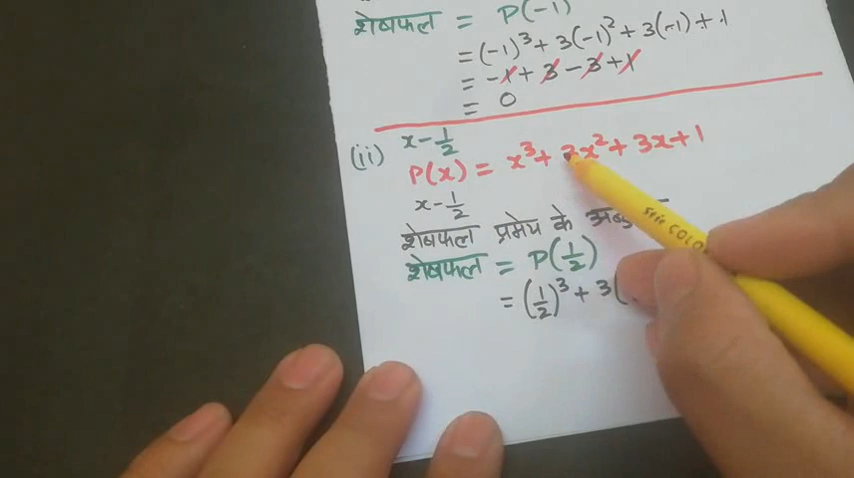 शेषफल = P(-1)
= (-1)³ + 3(-1)² + 3(-1) + 1
= -1 + 3 - 3 + 1
= 0
(ii) x - 1/2
P(x) = x³ + 3x² + 3x + 1
x - 1/2
शेषफल प्रमेय के
शेषफल = P(1/2)
= (1/2)³ + 3(